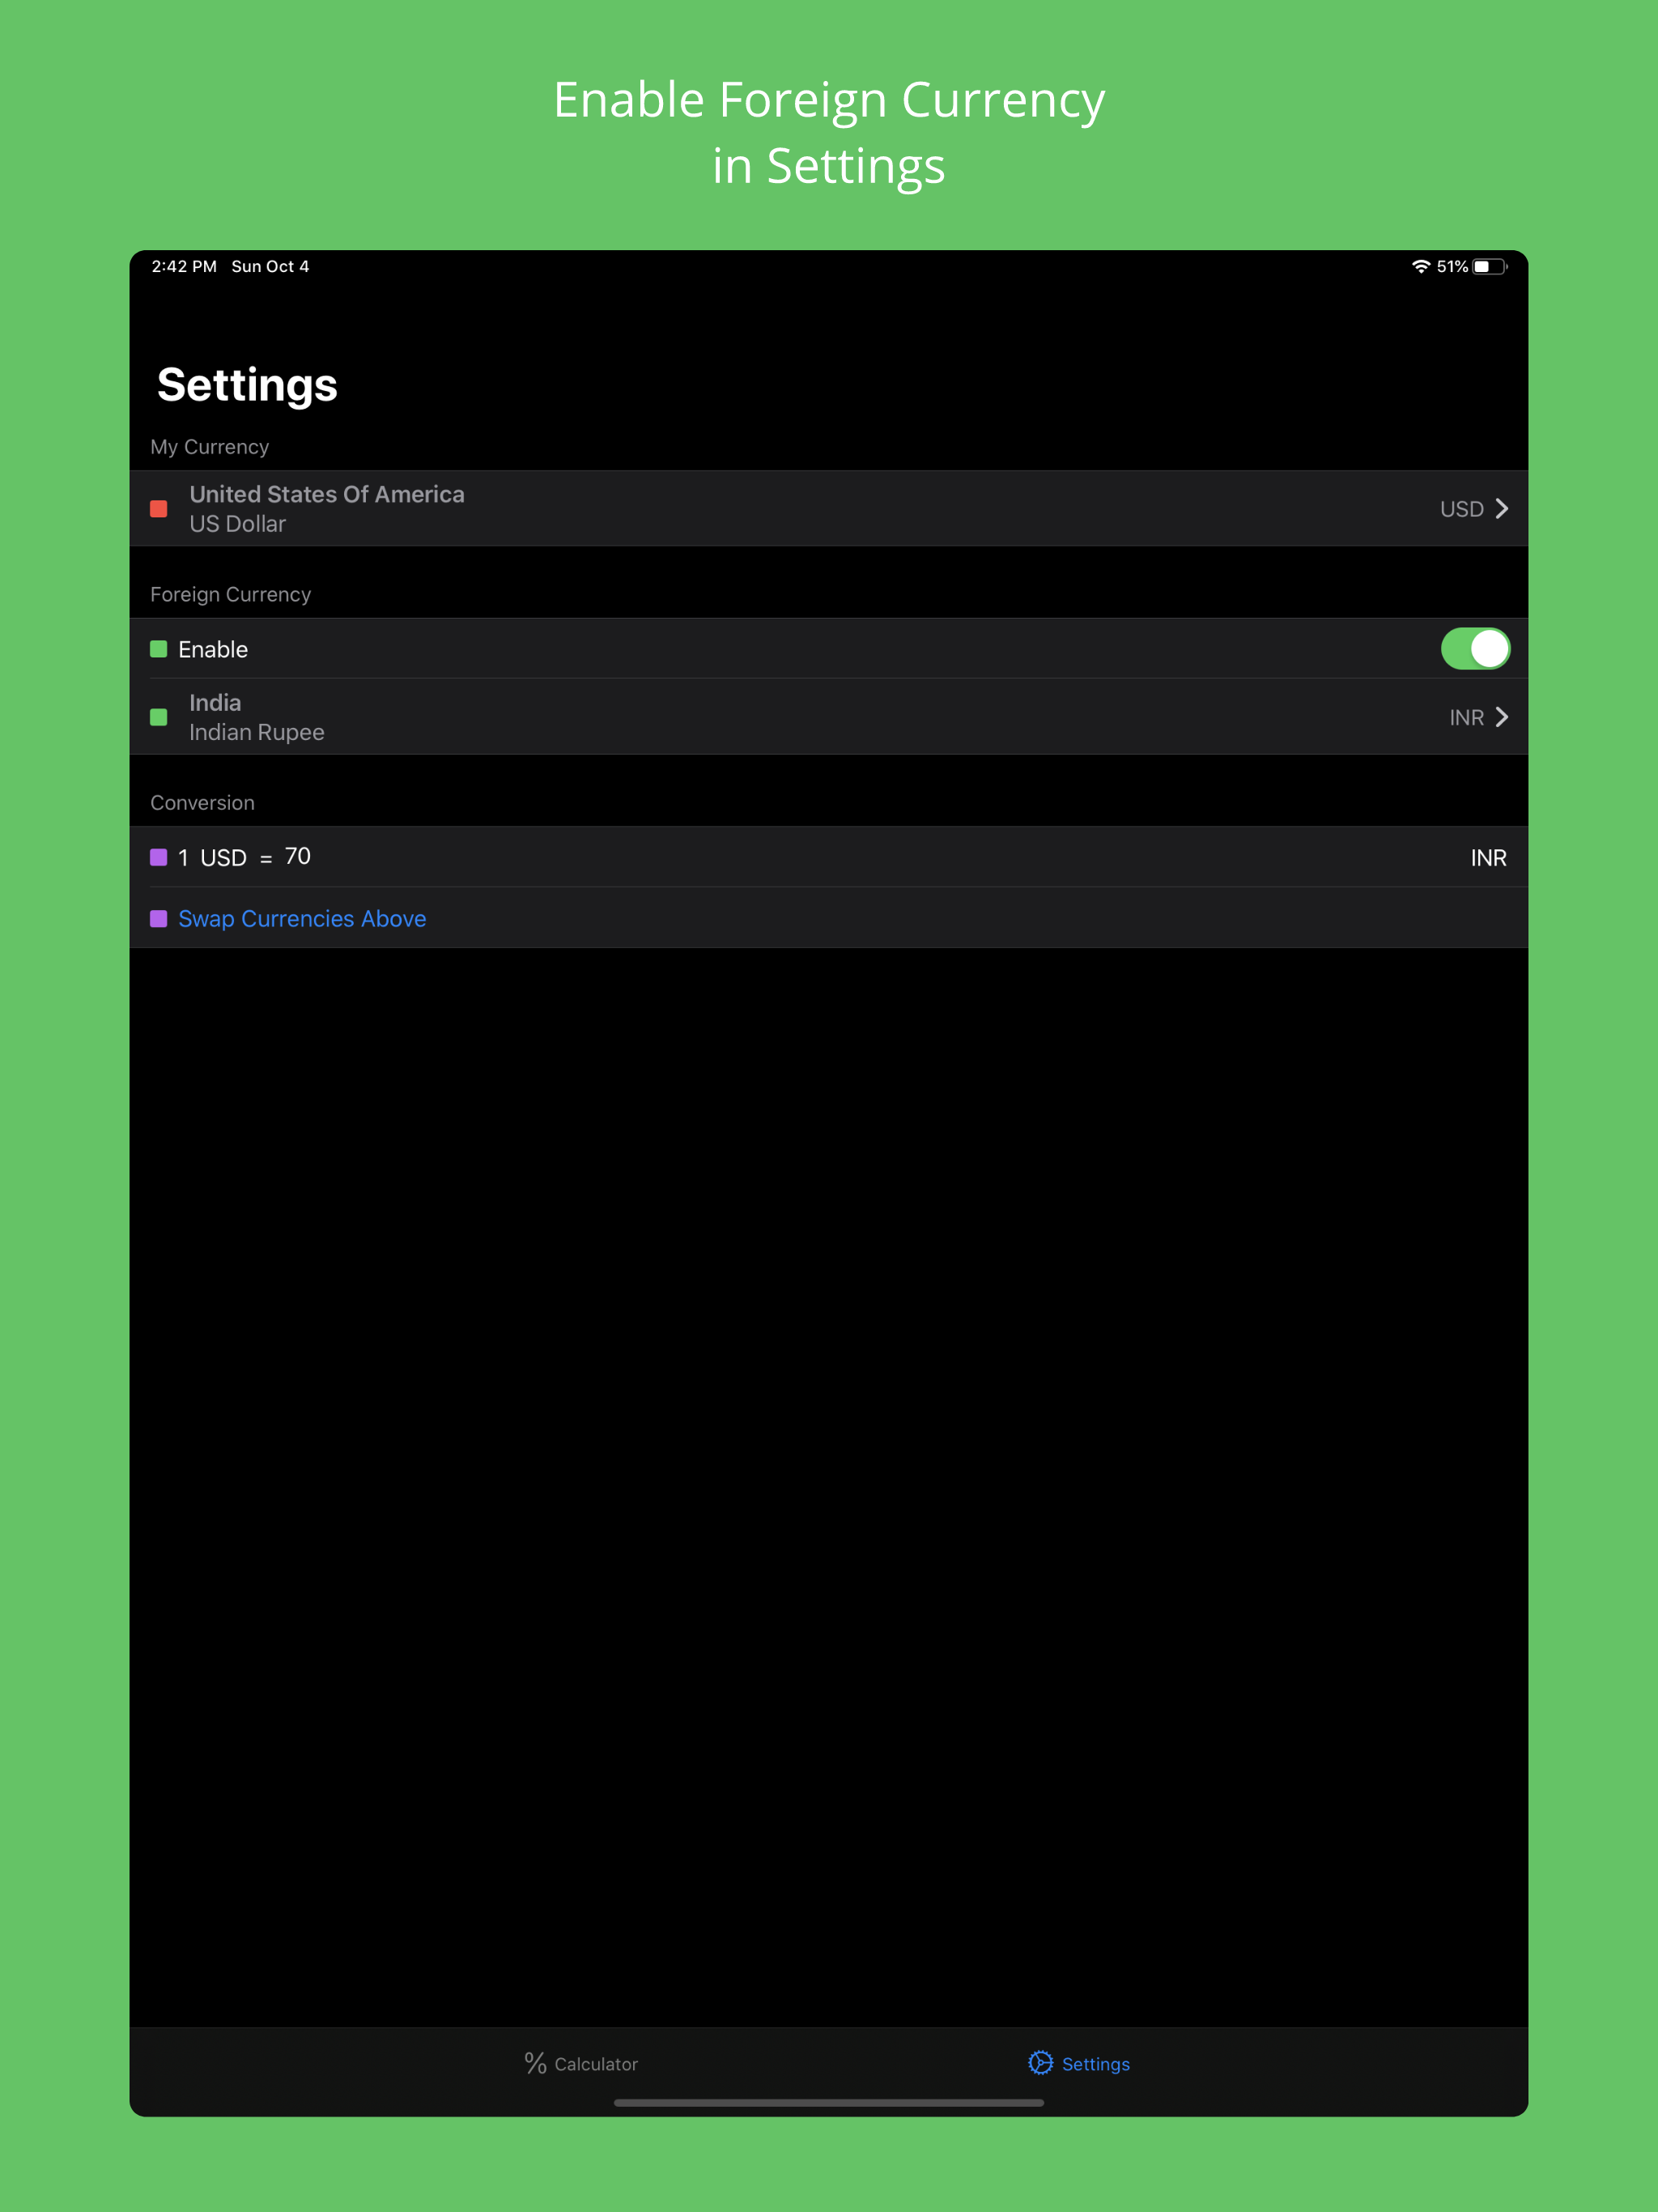 Enable Foreign Currency
in Settings
2:42 PM Sun Oct 4 51%
Settings
My Currency
United States Of America
US Dollar
USD
Foreign Currency
Enable
India
Indian Rupee
INR
Conversion
1 USD = 70 INR
Swap Currencies Above
% Calculator Settings